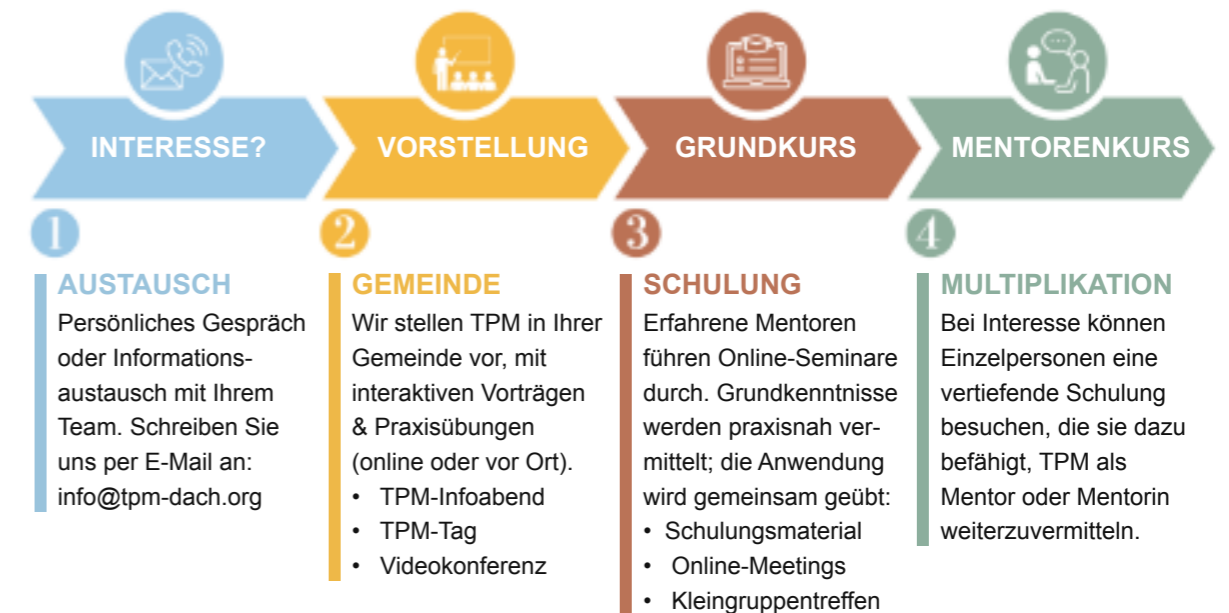 INTERESSE?
VORSTELLUNG
GRUNDKURS
MENTORENKURS
1
AUSTAUSCH
Persönliches Gespräch
oder Informations-
austausch mit Ihrem
Team. Schreiben Sie
uns per E-Mail an:
info@tpm-dach.org
2
GEMEINDE
Wir stellen TPM in Ihrer
Gemeinde vor, mit
interaktiven Vorträgen
& Praxisübungen
(online oder vor Ort).
• TPM-Infoabend
• TPM-Tag
• Videokonferenz
3
SCHULUNG
Erfahrene Mentoren
führen Online-Seminare
durch. Grundkenntnisse
werden praxisnah ver-
mittelt; die Anwendung
wird gemeinsam geübt:
• Schulungsmaterial
• Online-Meetings
• Kleingruppentreffen
4
MULTIPLIKATION
Bei Interesse können
Einzelpersonen eine
vertiefende Schulung
besuchen, die sie dazu
befähigt, TPM als
Mentor oder Mentorin
weiterzuvermitteln.